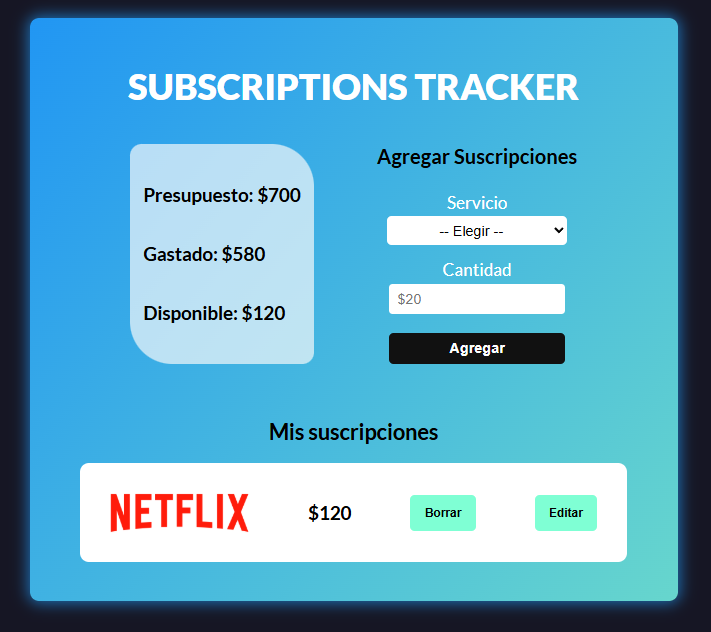 SUBSCRIPTIONS TRACKER
Presupuesto: $700
Gastado: $580
Disponible: $120
Agregar Suscripciones
Servicio
-- Elegir --
Cantidad
$20
Agregar
Mis suscripciones
NETFLIX $120 Borrar Editar